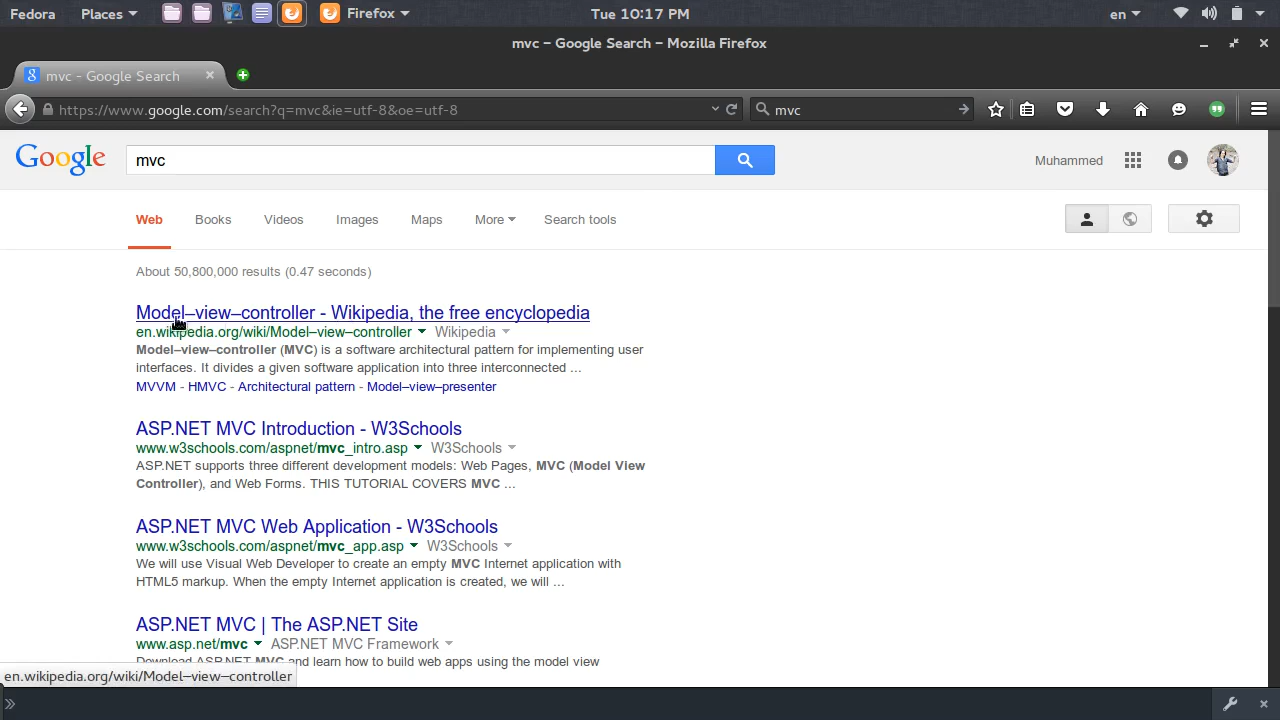 Fedora Places Firefox Tue 10:17 PM en
mvc – Google Search – Mozilla Firefox
mvc - Google Search
https://www.google.com/search?q=mvc&ie=utf-8&oe=utf-8 mvc
Google mvc Muhammed
Web Books Videos Images Maps More Search tools
About 50,800,000 results (0.47 seconds)
Model–view–controller - Wikipedia, the free encyclopedia
en.wikipedia.org/wiki/Model–view–controller Wikipedia
Model–view–controller (MVC) is a software architectural pattern for implementing user
interfaces. It divides a given software application into three interconnected ...
MVVM - HMVC - Architectural pattern - Model–view–presenter
ASP.NET MVC Introduction - W3Schools
www.w3schools.com/aspnet/mvc_intro.asp W3Schools
ASP.NET supports three different development models: Web Pages, MVC (Model View
Controller), and Web Forms. THIS TUTORIAL COVERS MVC ...
ASP.NET MVC Web Application - W3Schools
www.w3schools.com/aspnet/mvc_app.asp W3Schools
We will use Visual Web Developer to create an empty MVC Internet application with
HTML5 markup. When the empty Internet application is created, we will ...
ASP.NET MVC | The ASP.NET Site
www.asp.net/mvc ASP.NET MVC Framework
Download ASP.NET MVC and learn how to build web apps using the model view
en.wikipedia.org/wiki/Model–view–controller